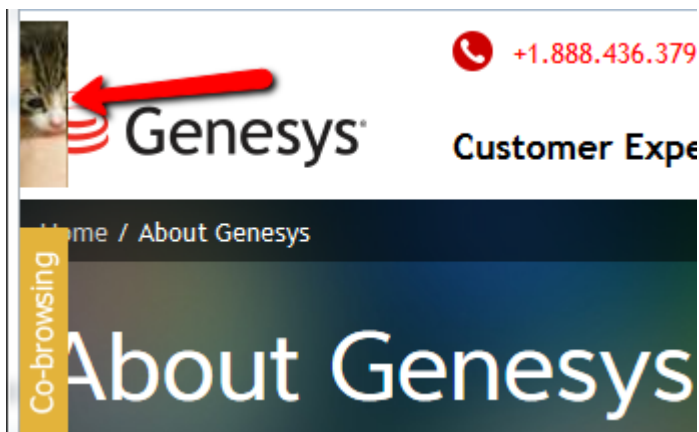 +1.888.436.379
Genesys
Customer Expe
Home / About Genesys
Co-browsing
About Genesys